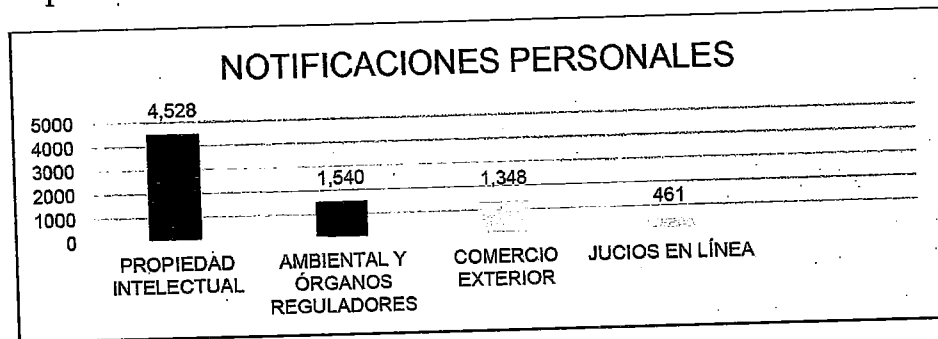 NOTIFICACIONES PERSONALES
4,528
1,540
1,348
461
5000
4000
3000
2000
1000
0
PROPIEDAD
INTELECTUAL
AMBIENTAL Y
ÓRGANOS
REGULADORES
COMERCIO
EXTERIOR
JUCIOS EN LÍNEA